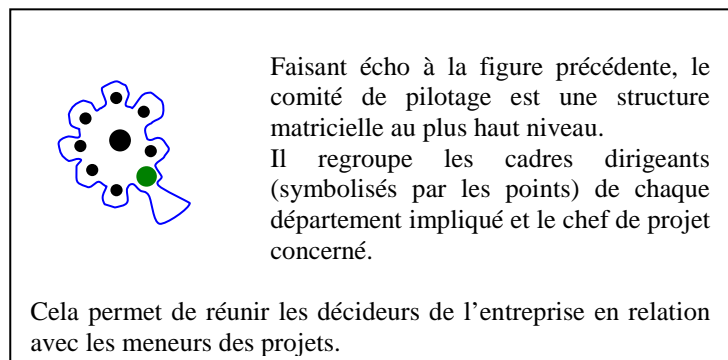 Faisant écho à la figure précédente, le
comité de pilotage est une structure
matricielle au plus haut niveau.
Il regroupe les cadres dirigeants
(symbolisés par les points) de chaque
département impliqué et le chef de projet
concerné.
Cela permet de réunir les décideurs de l’entreprise en relation
avec les meneurs des projets.